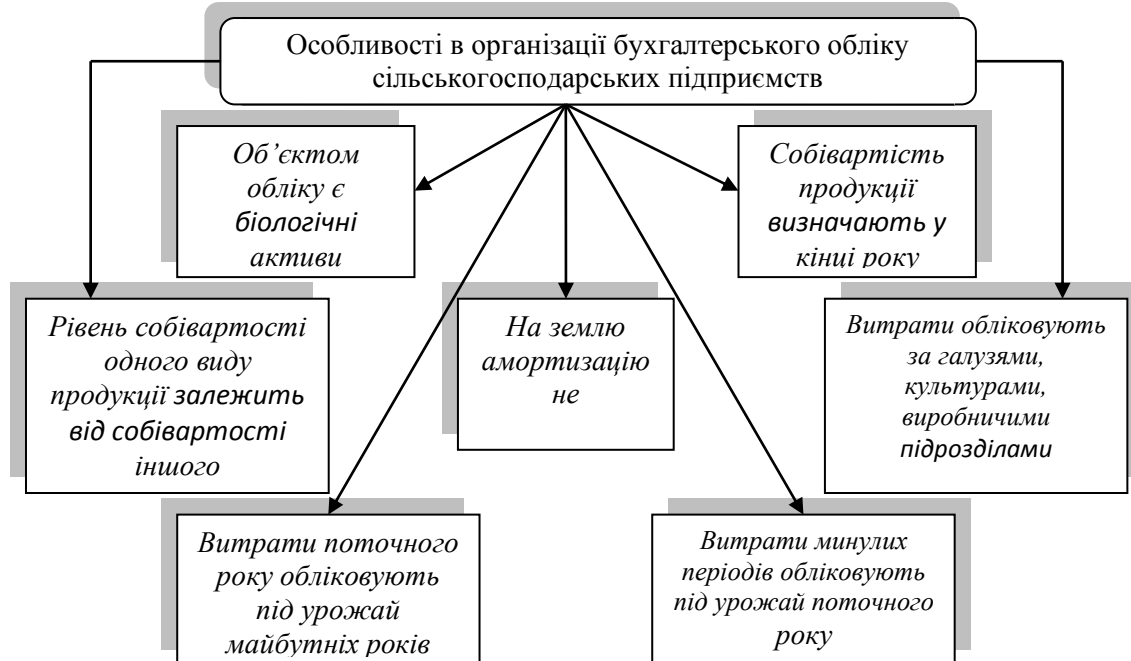 Особливості в організації бухгалтерського обліку
сільськогосподарських підприємств
Об’єктом
обліку є
біологічні
активи
Собівартість
продукції
визначають у
кінці року
Рівень собівартості
одного виду
продукції залежить
від собівартості
іншого
На землю
амортизацію
не
Витрати обліковують
за галузями,
культурами,
виробничими
підрозділами
Витрати поточного
року обліковують
під урожай
майбутніх років
Витрати минулих
періодів обліковують
під урожай поточного
року